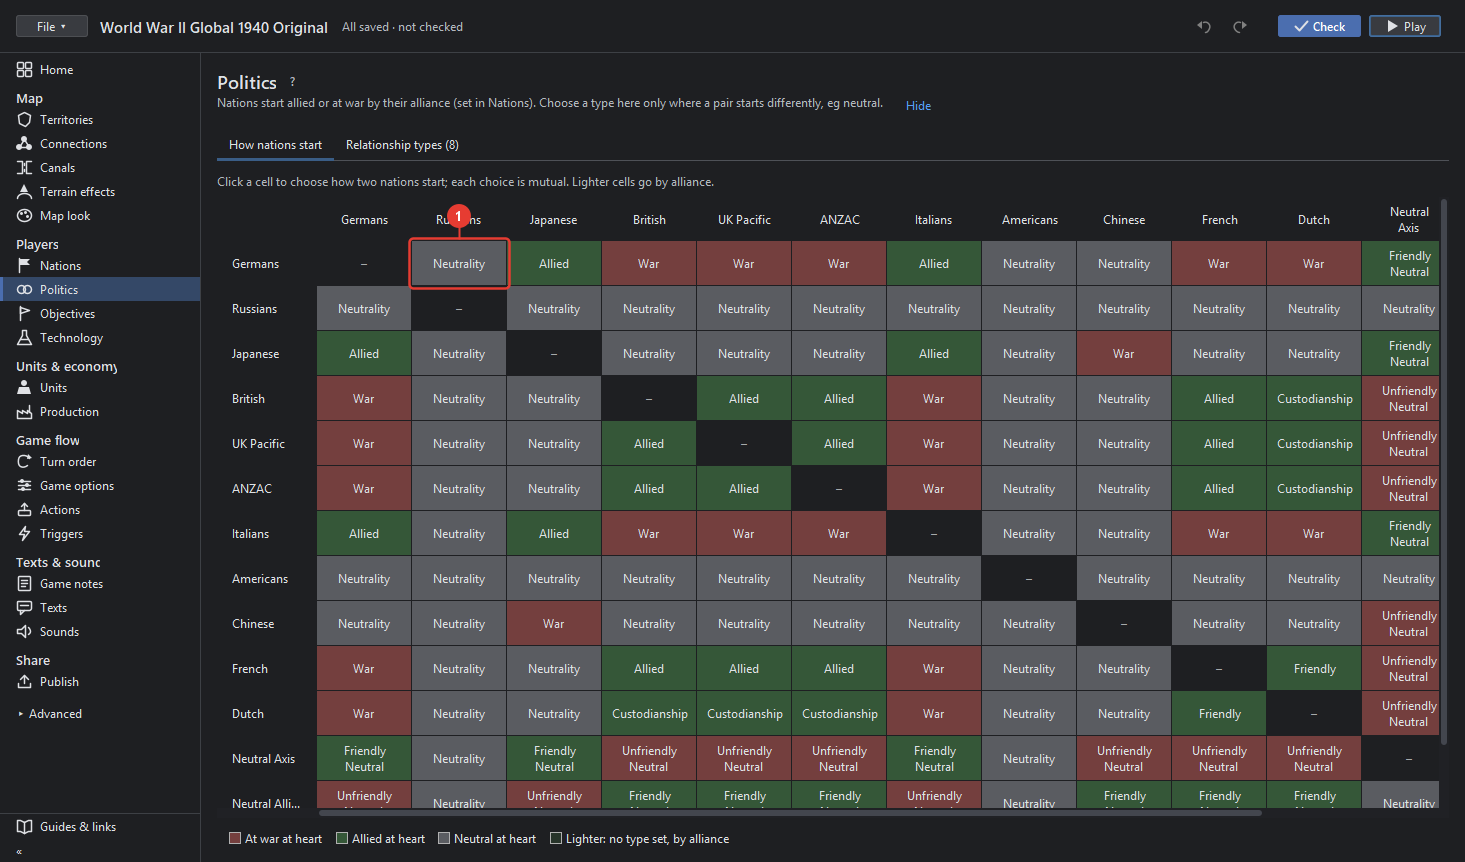 File ▾
World War II Global 1940 Original
All saved · not checked
Check
Play
Home
Map
Territories
Connections
Canals
Terrain effects
Map look
Players
Nations
Politics
Objectives
Technology
Units & economy
Units
Production
Game flow
Turn order
Game options
Actions
Triggers
Texts & sounc
Game notes
Texts
Sounds
Share
Publish
▸ Advanced
Guides & links
«
Politics ?
Nations start allied or at war by their alliance (set in Nations). Choose a type here only where a pair starts differently, eg neutral. Hide
How nations start Relationship types (8)
Click a cell to choose how two nations start; each choice is mutual. Lighter cells go by alliance.
1
Germans Japanese British UK Pacific ANZAC Italians Americans Chinese French Dutch Neutral Axis
Germans – Neutrality Allied War War War Allied Neutrality Neutrality War War Friendly Neutral
Russians Neutrality – Neutrality Neutrality Neutrality Neutrality Neutrality Neutrality Neutrality Neutrality Neutrality Neutrality
Japanese Allied Neutrality – Neutrality Neutrality Neutrality Allied Neutrality War Neutrality Neutrality Friendly Neutral
British War Neutrality Neutrality – Allied Allied War Neutrality Neutrality Allied Custodianship Unfriendly Neutral
UK Pacific War Neutrality Neutrality Allied – Allied War Neutrality Neutrality Allied Custodianship Unfriendly Neutral
ANZAC War Neutrality Neutrality Allied Allied – War Neutrality Neutrality Allied Custodianship Unfriendly Neutral
Italians Allied Neutrality Allied War War War – Neutrality Neutrality War War Friendly Neutral
Americans Neutrality Neutrality Neutrality Neutrality Neutrality Neutrality Neutrality – Neutrality Neutrality Neutrality Neutrality
Chinese Neutrality Neutrality War Neutrality Neutrality Neutrality Neutrality Neutrality – Neutrality Neutrality Unfriendly Neutral
French War Neutrality Neutrality Allied Allied Allied War Neutrality Neutrality – Friendly Unfriendly Neutral
Dutch War Neutrality Neutrality Custodianship Custodianship Custodianship War Neutrality Neutrality Friendly – Unfriendly Neutral
Neutral Axis Friendly Neutral Neutrality Friendly Neutral Unfriendly Neutral Unfriendly Neutral Unfriendly Neutral Friendly Neutral Neutrality Unfriendly Neutral Unfriendly Neutral Unfriendly Neutral –
Neutral Alli... Unfriendly Neutrality Unfriendly Friendly Friendly Friendly Unfriendly Neutrality Friendly Friendly Friendly Neutrality
At war at heart Allied at heart Neutral at heart Lighter: no type set, by alliance